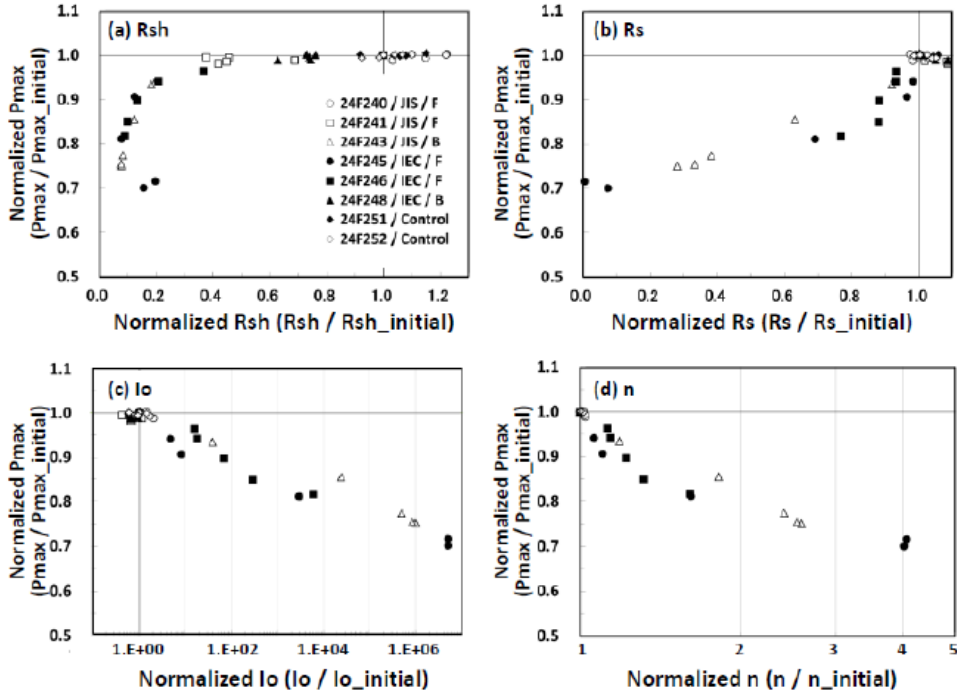 (a) Rsh
1.1
1.0
0.9
0.8
0.7
0.6
0.5
Normalized Pmax
(Pmax / Pmax_initial)
24F240 / JIS / F
24F241 / JIS / F
24F243 / JIS / B
24F245 / IEC / F
24F246 / IEC / F
24F248 / IEC / B
24F251 / Control
24F252 / Control
0.0 0.2 0.4 0.6 0.8 1.0 1.2
Normalized Rsh (Rsh / Rsh_initial)
(b) Rs
1.1
1.0
0.9
0.8
0.7
0.6
0.5
Normalized Pmax
(Pmax / Pmax_initial)
0.0 0.2 0.4 0.6 0.8 1.0
Normalized Rs (Rs / Rs_initial)
(c) Io
1.1
1.0
0.9
0.8
0.7
0.6
0.5
Normalized Pmax
(Pmax / Pmax_initial)
1.E+00 1.E+02 1.E+04 1.E+06
Normalized Io (Io / Io_initial)
(d) n
1.1
1.0
0.9
0.8
0.7
0.6
0.5
Normalized Pmax
(Pmax / Pmax_initial)
1 2 3 4 5
Normalized n (n / n_initial)